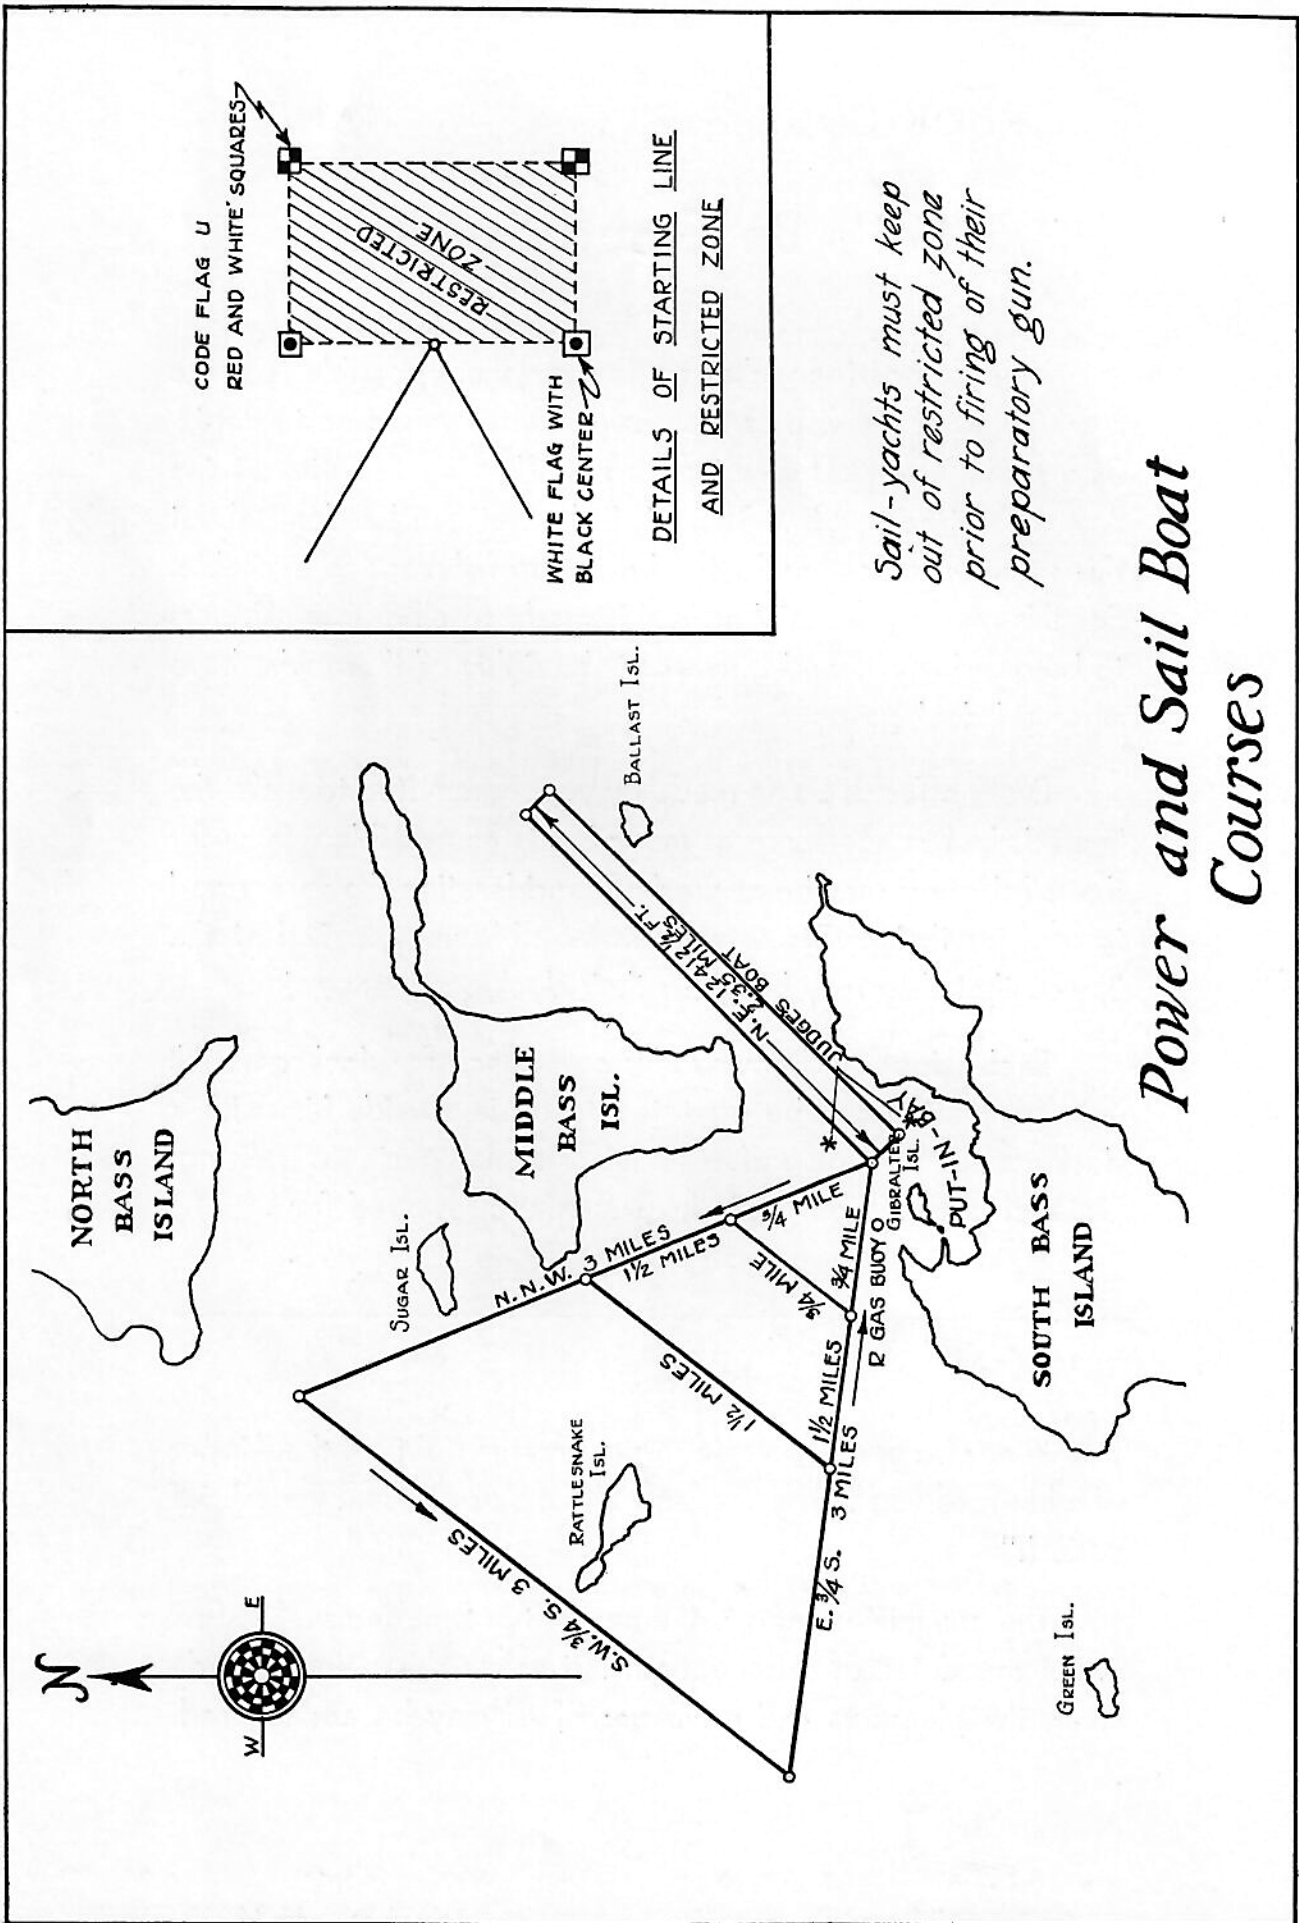 N
W
E
NORTH
BASS
ISLAND
SUGAR ISL.
MIDDLE
BASS
ISL.
RATTLESNAKE
ISL.
BALLAST ISL.
GREEN ISL.
SOUTH BASS
ISLAND
GIBRALTER
ISL.
PUT-IN-BAY
R GAS BUOY
N.N.W. 3 MILES
1½ MILES
¾ MILE
S.W. ¾ S. 3 MILES
1½ MILES
¾ MILE
E. ¾ S. 3 MILES
1½ MILES
¾ MILE
N.E. 12412½ FT.
2.35 MILES
JUDGE'S BOAT
*
*
CODE FLAG U
RED AND WHITE SQUARES
RESTRICTED
ZONE
WHITE FLAG WITH
BLACK CENTER
DETAILS OF STARTING LINE
AND RESTRICTED ZONE
Sail-yachts must keep
out of restricted zone
prior to firing of their
preparatory gun.
Power and Sail Boat
Courses